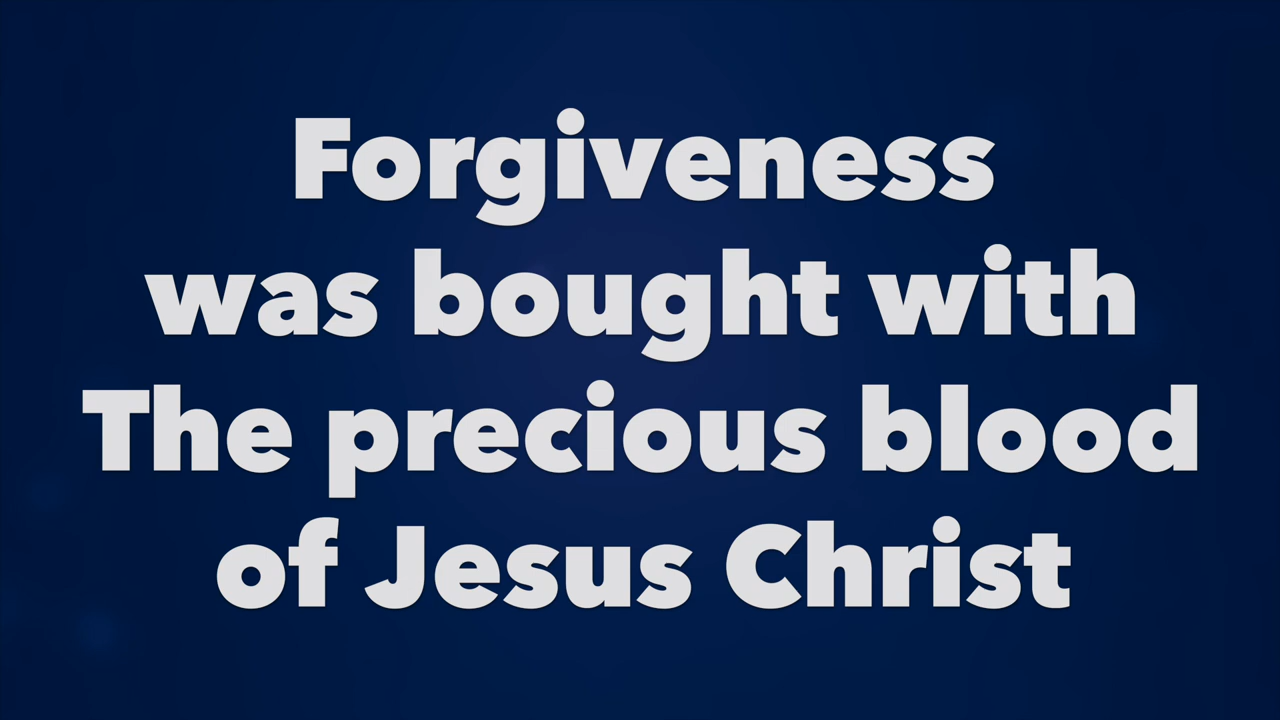 Forgiveness
was bought with
The precious blood
of Jesus Christ